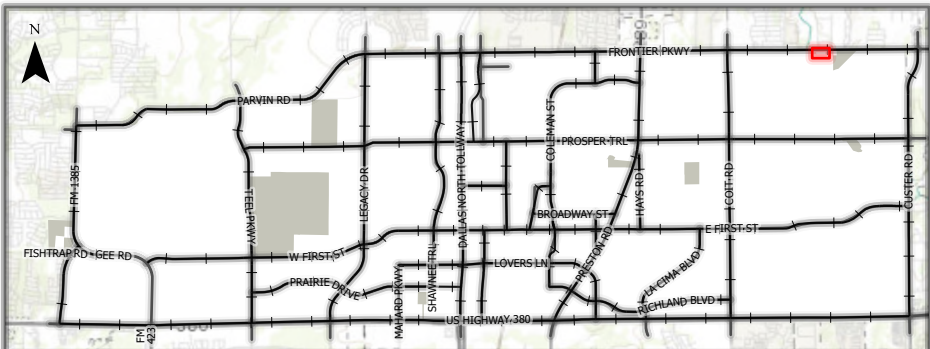 N
FRONTIER PKWY
PARVIN RD
COLEMAN ST
PROSPER TRL
DALLAS NORTH TOLLWAY
FM 1385
TEEL PKWY
LEGACY DR
HAYS RD
COIT RD
CUSTER RD
BROADWAY ST
E FIRST ST
PRESTON RD
FISHTRAP RD
GEE RD
W FIRST ST
SHAWNEE TRL
LOVERS LN
LA CIMA BLVD
PRAIRIE DRIVE
MAHARD PKWY
RICHLAND BLVD
US HIGHWAY 380
FM
423